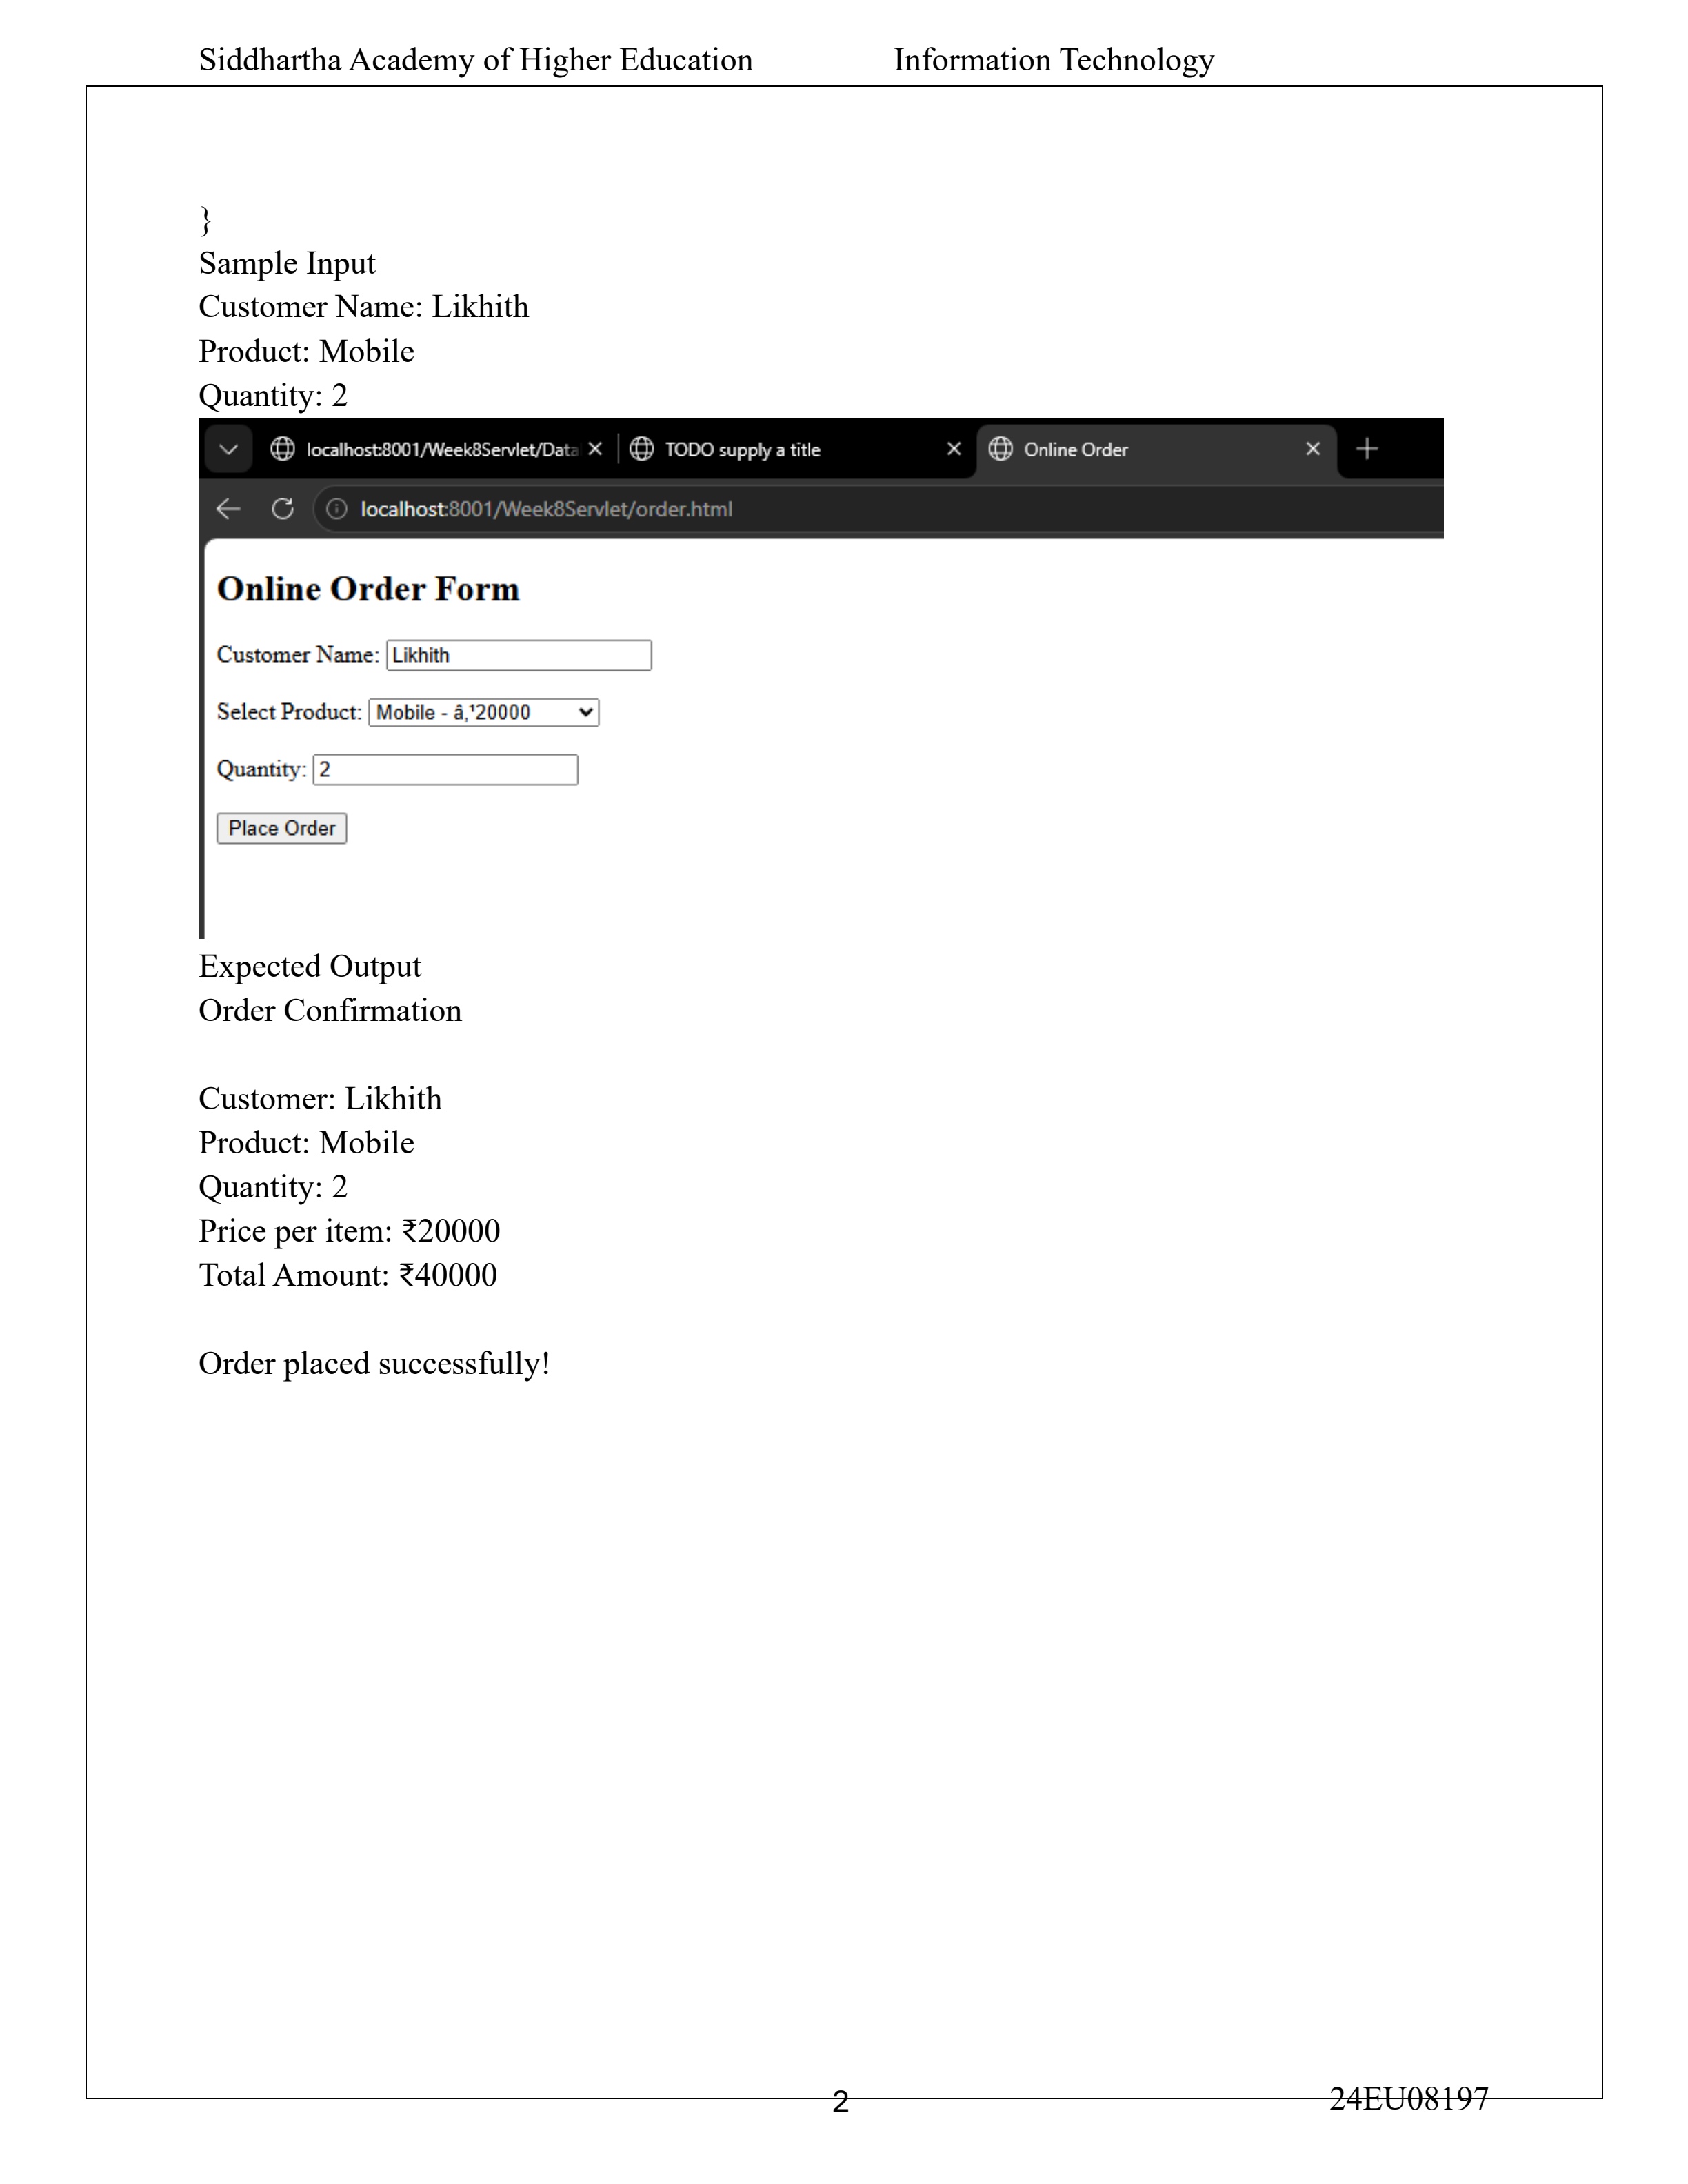 Siddhartha Academy of Higher Education Information Technology
}
Sample Input
Customer Name: Likhith
Product: Mobile
Quantity: 2
localhost:8001/Week8Servlet/Data TODO supply a title Online Order
localhost:8001/Week8Servlet/order.html
Online Order Form
Customer Name: Likhith
Select Product: Mobile - â‚¹20000
Quantity: 2
Place Order
Expected Output
Order Confirmation
Customer: Likhith
Product: Mobile
Quantity: 2
Price per item: ₹20000
Total Amount: ₹40000
Order placed successfully!
2 24EU08197